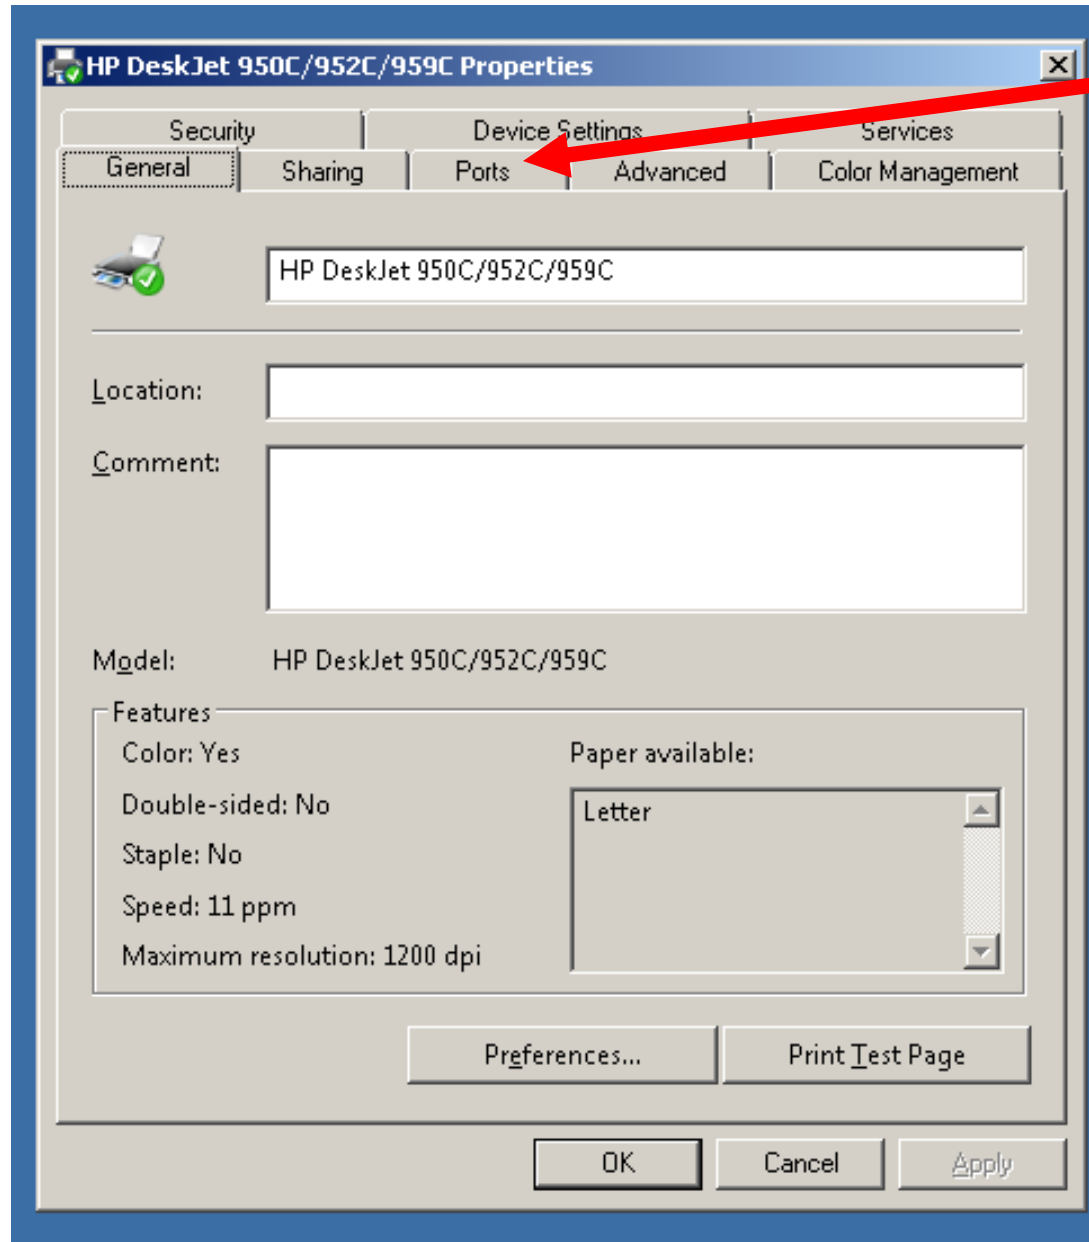 HP DeskJet 950C/952C/959C Properties
Security Device Settings Services
General Sharing Ports Advanced Color Management
HP DeskJet 950C/952C/959C
Location:
Comment:
Model: HP DeskJet 950C/952C/959C
Features
Color: Yes Paper available:
Double-sided: No Letter
Staple: No
Speed: 11 ppm
Maximum resolution: 1200 dpi
Preferences... Print Test Page
OK Cancel Apply